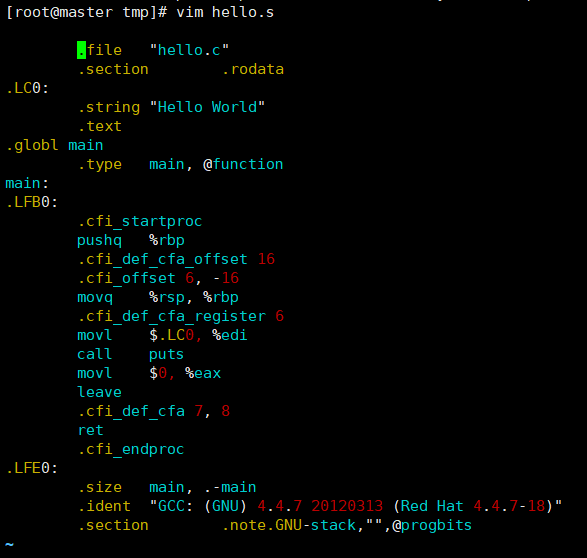 [root@master tmp]# vim hello.s
.file "hello.c"
.section .rodata
.LC0:
.string "Hello World"
.text
.globl main
.type main, @function
main:
.LFB0:
.cfi_startproc
pushq %rbp
.cfi_def_cfa_offset 16
.cfi_offset 6, -16
movq %rsp, %rbp
.cfi_def_cfa_register 6
movl $.LC0, %edi
call puts
movl $0, %eax
leave
.cfi_def_cfa 7, 8
ret
.cfi_endproc
.LFE0:
.size main, .-main
.ident "GCC: (GNU) 4.4.7 20120313 (Red Hat 4.4.7-18)"
.section .note.GNU-stack,"",@progbits
~